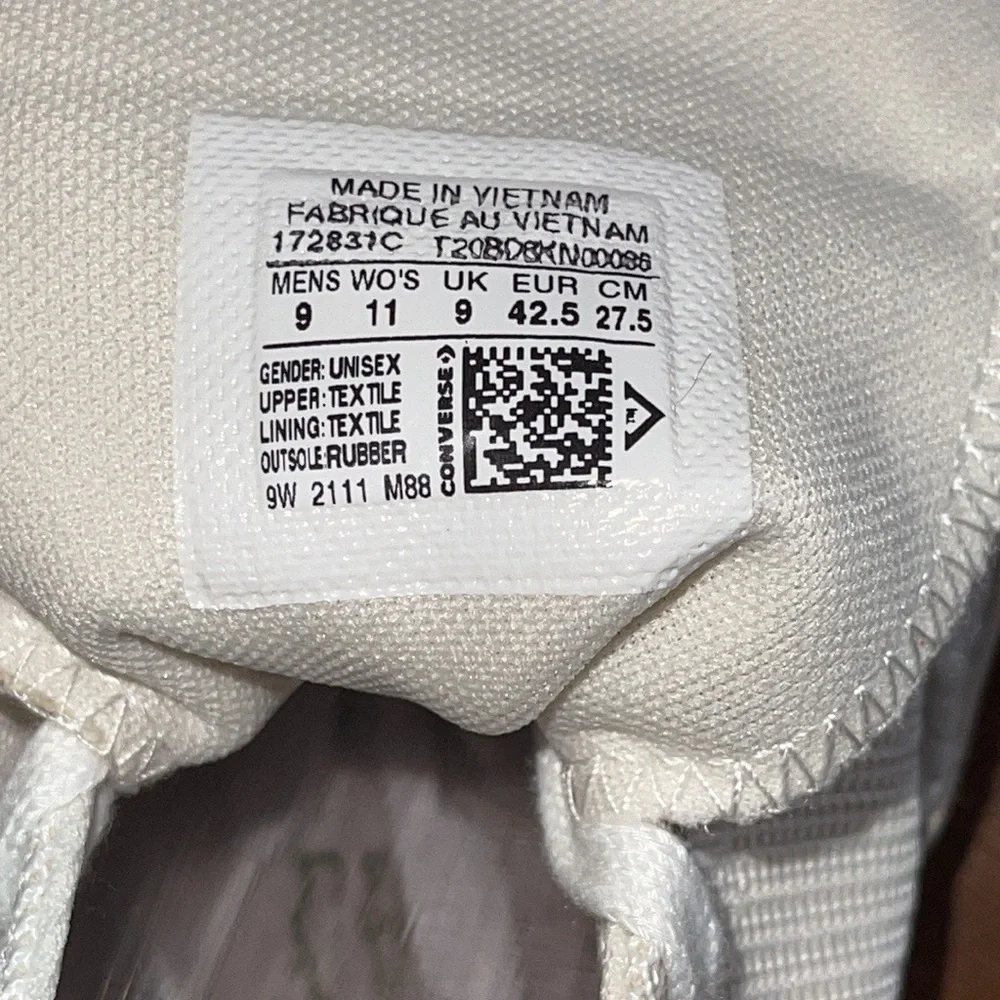 MADE IN VIETNAM
FABRIQUE AU VIETNAM
172831C T20BD8KN00086
MENS WO'S UK EUR CM
9 11 9 42.5 27.5
GENDER: UNISEX
UPPER: TEXTILE
LINING: TEXTILE
OUTSOLE: RUBBER
9W 2111 M88
CONVERSE